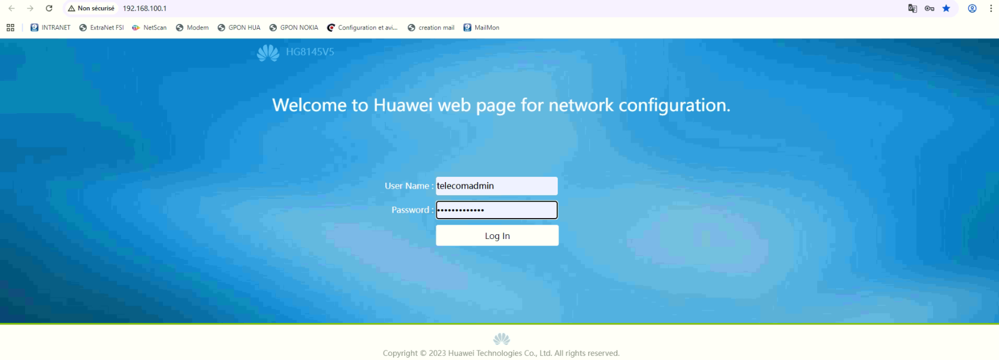 Non sécurisé 192.168.100.1
INTRANET ExtraNet FSI NetScan Modem GPON HUA GPON NOKIA Configuration et avi... creation mail MailMon
HG8145V5
Welcome to Huawei web page for network configuration.
User Name : telecomadmin
Password : •••••••••••••
Log In
Copyright © 2023 Huawei Technologies Co., Ltd. All rights reserved.